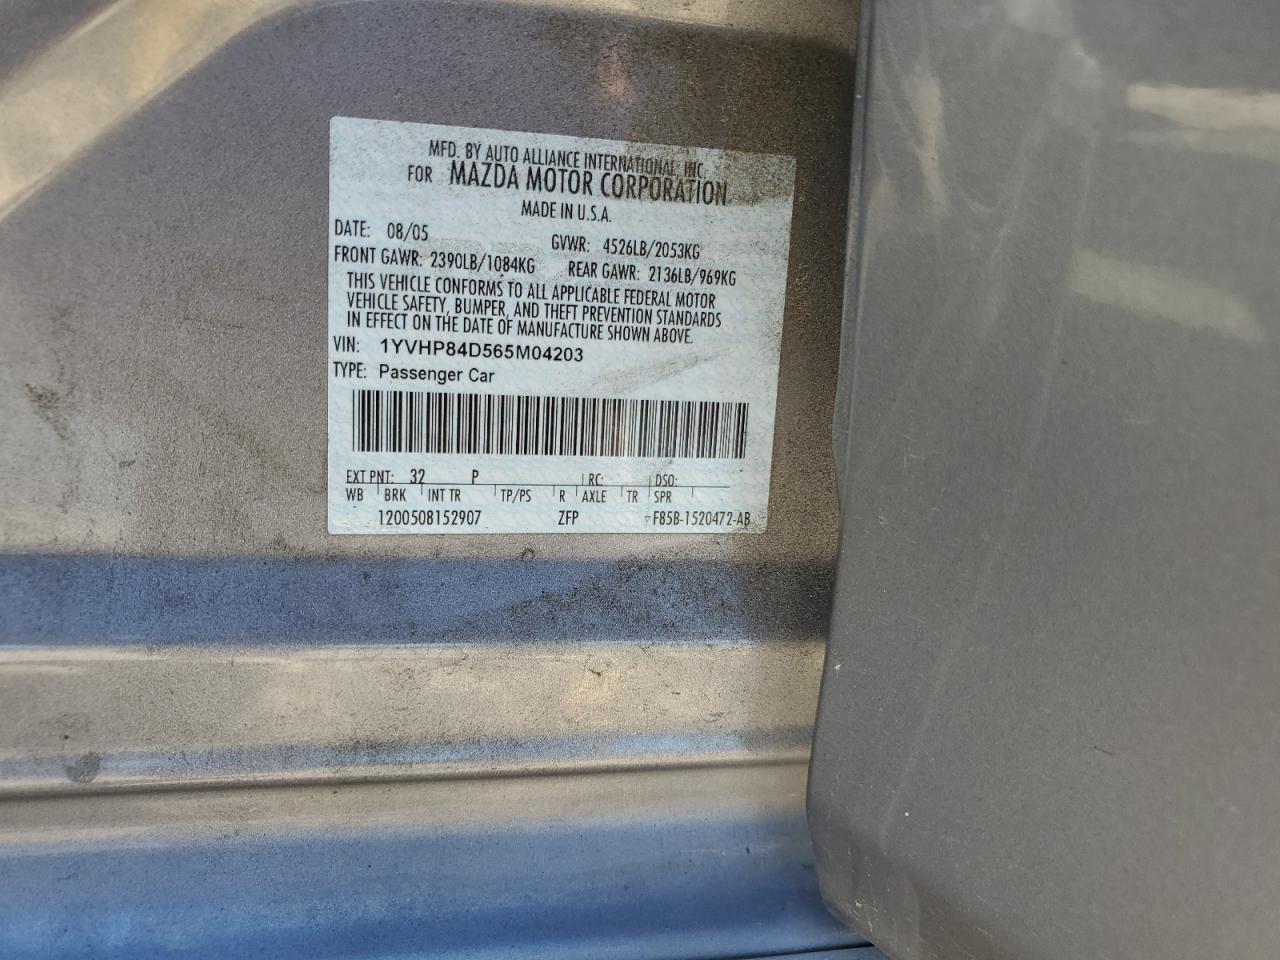 MFD. BY AUTO ALLIANCE INTERNATIONAL, INC.
FOR MAZDA MOTOR CORPORATION
MADE IN U.S.A.
DATE: 08/05 GVWR: 4526LB/2053KG
FRONT GAWR: 2390LB/1084KG REAR GAWR: 2136LB/969KG
THIS VEHICLE CONFORMS TO ALL APPLICABLE FEDERAL MOTOR
VEHICLE SAFETY, BUMPER, AND THEFT PREVENTION STANDARDS
IN EFFECT ON THE DATE OF MANUFACTURE SHOWN ABOVE.
VIN: 1YVHP84D565M04203
TYPE: Passenger Car
EXT PNT: 32 P RC: DSO:
WB BRK INT TR TP/PS R AXLE TR SPR
1200508152907 ZFP F85B-1520472-AB